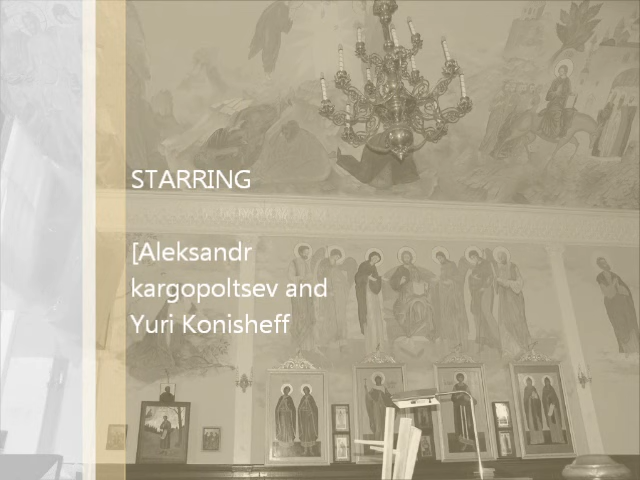 STARRING
[Aleksandr
kargopoltsev and
Yuri Konisheff